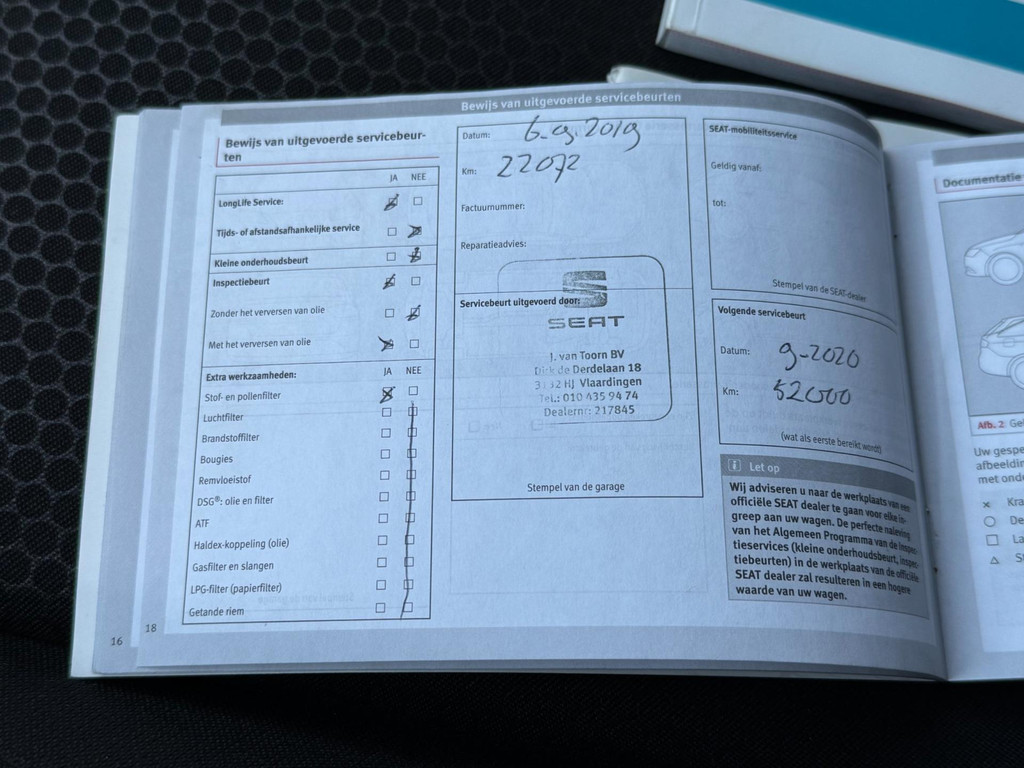 Bewijs van uitgevoerde servicebeurten
Bewijs van uitgevoerde servicebeur-
ten
JA NEE
LongLife Service:
Tijds- of afstandsafhankelijke service
Kleine onderhoudsbeurt
Inspectiebeurt
Zonder het verversen van olie
Met het verversen van olie
Extra werkzaamheden: JA NEE
Stof- en pollenfilter
Luchtfilter
Brandstoffilter
Bougies
Remvloeistof
DSG®: olie en filter
ATF
Haldex-koppeling (olie)
Gasfilter en slangen
LPG-filter (papierfilter)
Getande riem
16
18
Datum: 6-9-2019
Km: 22072
Factuurnummer:
Reparatieadvies:
Servicebeurt uitgevoerd door:
SEAT
J. van Toorn BV
Dirk de Derdelaan 18
3132 HJ Vlaardingen
Tel.: 010 435 94 74
Dealernr: 217845
Stempel van de garage
SEAT-mobiliteitsservice
Geldig vanaf:
tot:
Stempel van de SEAT-dealer
Volgende servicebeurt
Datum: 9-2020
Km: 52000
(wat als eerste bereikt wordt)
Let op
Wij adviseren u naar de werkplaats van een
officiële SEAT dealer te gaan voor elke in-
greep aan uw wagen. De perfecte naleving
van het Algemeen Programma van de Inspec-
tieservices (kleine onderhoudsbeurt, inspec-
tiebeurten) in de werkplaats van de officiële
SEAT dealer zal resulteren in een hogere
waarde van uw wagen.
Documentatie
Afb. 2
Uw
met